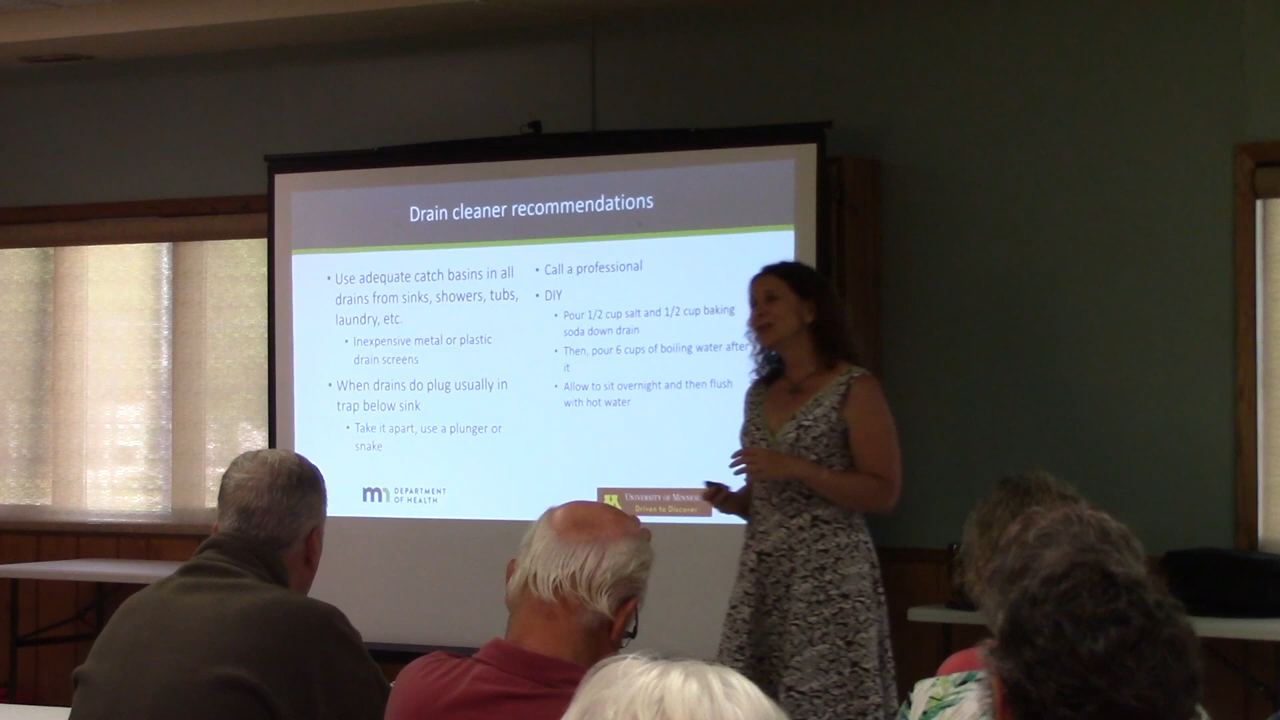 Drain cleaner recommendations
• Use adequate catch basins in all
drains from sinks, showers, tubs,
laundry, etc.
• Inexpensive metal or plastic
drain screens
• When drains do plug usually in
trap below sink
• Take it apart, use a plunger or
snake
• Call a professional
• DIY
• Pour 1/2 cup salt and 1/2 cup baking
soda down drain
• Then, pour 6 cups of boiling water after
it
• Allow to sit overnight and then flush
with hot water
mn DEPARTMENT
OF HEALTH
M UNIVERSITY OF
Driven to Discover